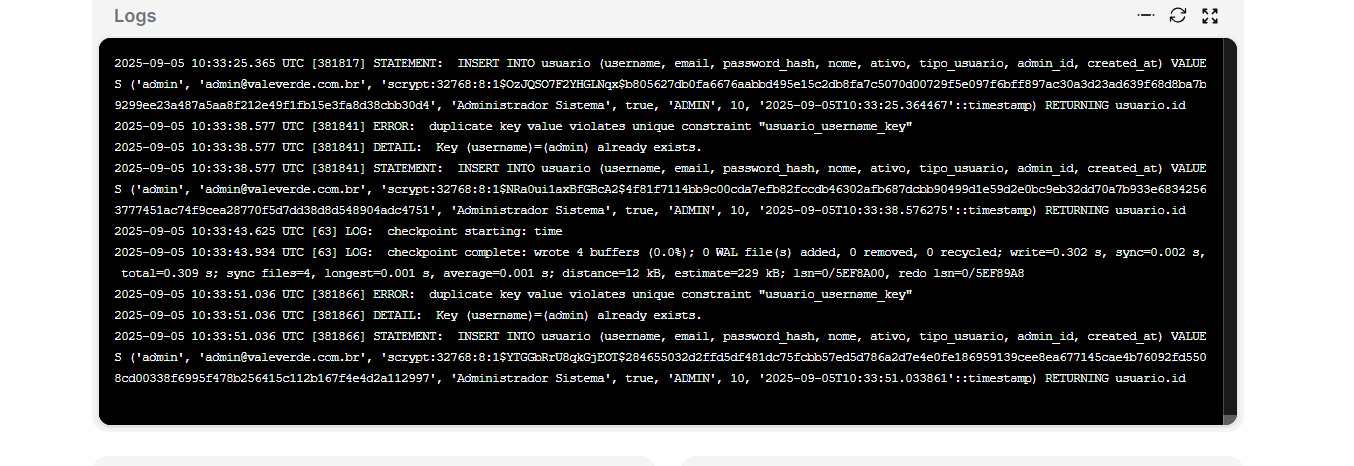 Logs
2025-09-05 10:33:25.365 UTC [381817] STATEMENT:  INSERT INTO usuario (username, email, password_hash, nome, ativo, tipo_usuario, admin_id, created_at) VALUE
S ('admin', 'admin@valeverde.com.br', 'scrypt:32768:8:1$OzJQSO7F2YHGLNqx$b805627db0fa6676aabbd495e15c2db8fa7c5070d00729f5e097f6bff897ac30a3d23ad639f68d8ba7b
9299ee23a487a5aa8f212e49f1fb15e3fa8d38cbb30d4', 'Administrador Sistema', true, 'ADMIN', 10, '2025-09-05T10:33:25.364467'::timestamp) RETURNING usuario.id
2025-09-05 10:33:38.577 UTC [381841] ERROR:  duplicate key value violates unique constraint "usuario_username_key"
2025-09-05 10:33:38.577 UTC [381841] DETAIL:  Key (username)=(admin) already exists.
2025-09-05 10:33:38.577 UTC [381841] STATEMENT:  INSERT INTO usuario (username, email, password_hash, nome, ativo, tipo_usuario, admin_id, created_at) VALUE
S ('admin', 'admin@valeverde.com.br', 'scrypt:32768:8:1$NRa0ui1axBfGBcA2$4f81f7114bb9c00cda7efb82fccdb46302afb687dcbb90499d1e59d2e0bc9eb32dd70a7b933e6834256
3777451ac74f9cea28770f5d7dd38d8d548904adc4751', 'Administrador Sistema', true, 'ADMIN', 10, '2025-09-05T10:33:38.576275'::timestamp) RETURNING usuario.id
2025-09-05 10:33:43.625 UTC [63] LOG:  checkpoint starting: time
2025-09-05 10:33:43.934 UTC [63] LOG:  checkpoint complete: wrote 4 buffers (0.0%); 0 WAL file(s) added, 0 removed, 0 recycled; write=0.302 s, sync=0.002 s,
total=0.309 s; sync files=4, longest=0.001 s, average=0.001 s; distance=12 kB, estimate=229 kB; lsn=0/5EF8A00, redo lsn=0/5EF89A8
2025-09-05 10:33:51.036 UTC [381866] ERROR:  duplicate key value violates unique constraint "usuario_username_key"
2025-09-05 10:33:51.036 UTC [381866] DETAIL:  Key (username)=(admin) already exists.
2025-09-05 10:33:51.036 UTC [381866] STATEMENT:  INSERT INTO usuario (username, email, password_hash, nome, ativo, tipo_usuario, admin_id, created_at) VALUE
S ('admin', 'admin@valeverde.com.br', 'scrypt:32768:8:1$YTGGbRrU8qkGjEOT$284655032d2ffd5df481dc75fcbb57ed5d786a2d7e4e0fe186959139cee8ea677145cae4b76092fd550
8cd00338f6995f478b256415c112b167f4e4d2a112997', 'Administrador Sistema', true, 'ADMIN', 10, '2025-09-05T10:33:51.033861'::timestamp) RETURNING usuario.id